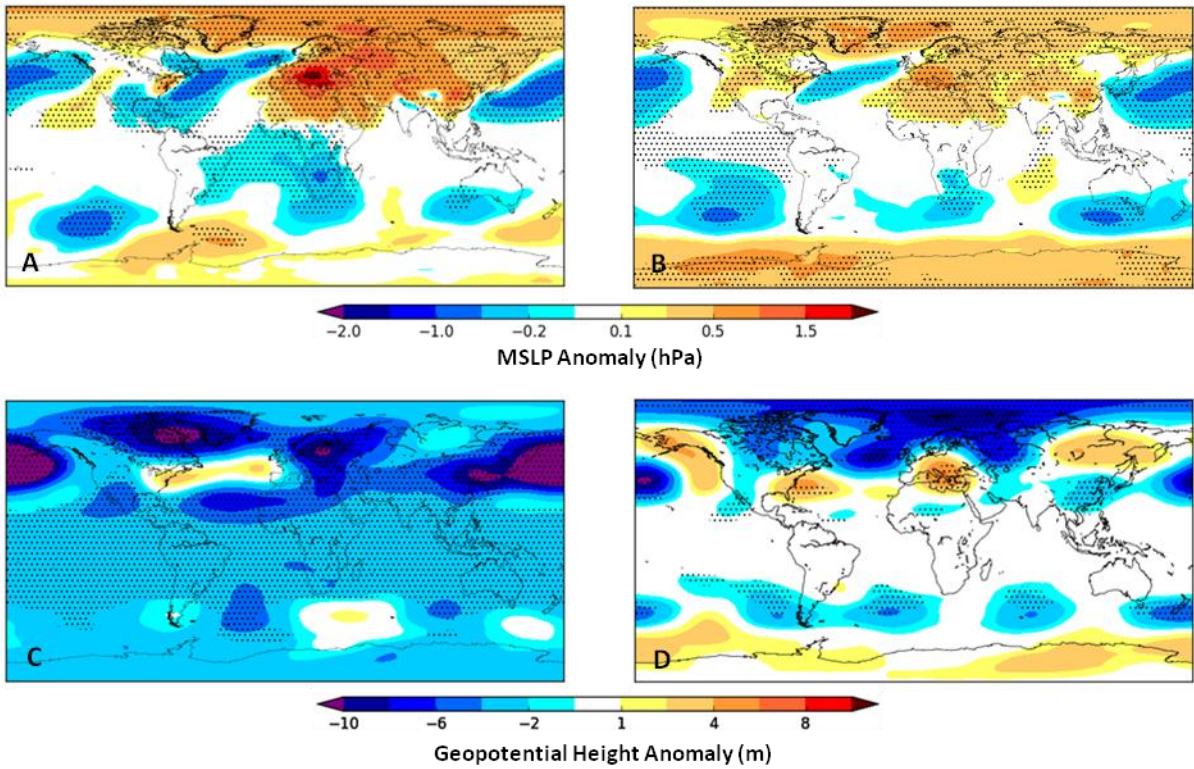 A
B
−2.0 −1.0 −0.2 0.1 0.5 1.5
MSLP Anomaly (hPa)
C
D
−10 −6 −2 1 4 8
Geopotential Height Anomaly (m)